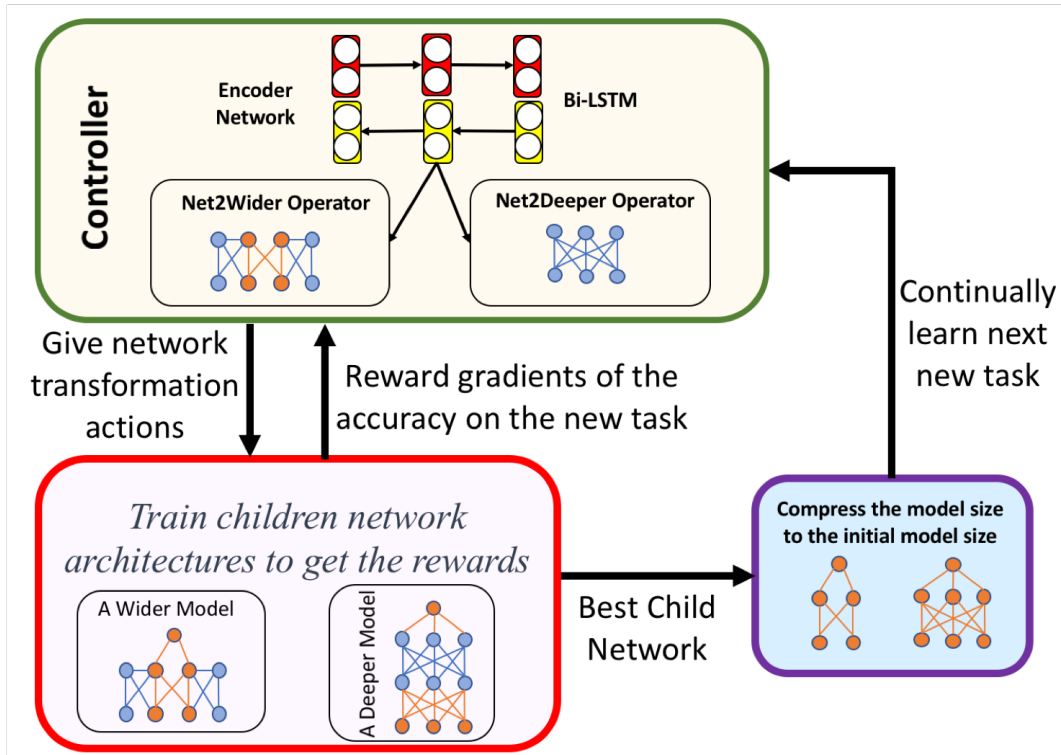 Controller
Encoder
Network
Bi-LSTM
Net2Wider Operator
Net2Deeper Operator
Give network
transformation
actions
Reward gradients of the
accuracy on the new task
Continually
learn next
new task
Train children network
architectures to get the rewards
A Wider Model
A Deeper Model
Best Child
Network
Compress the model size
to the initial model size